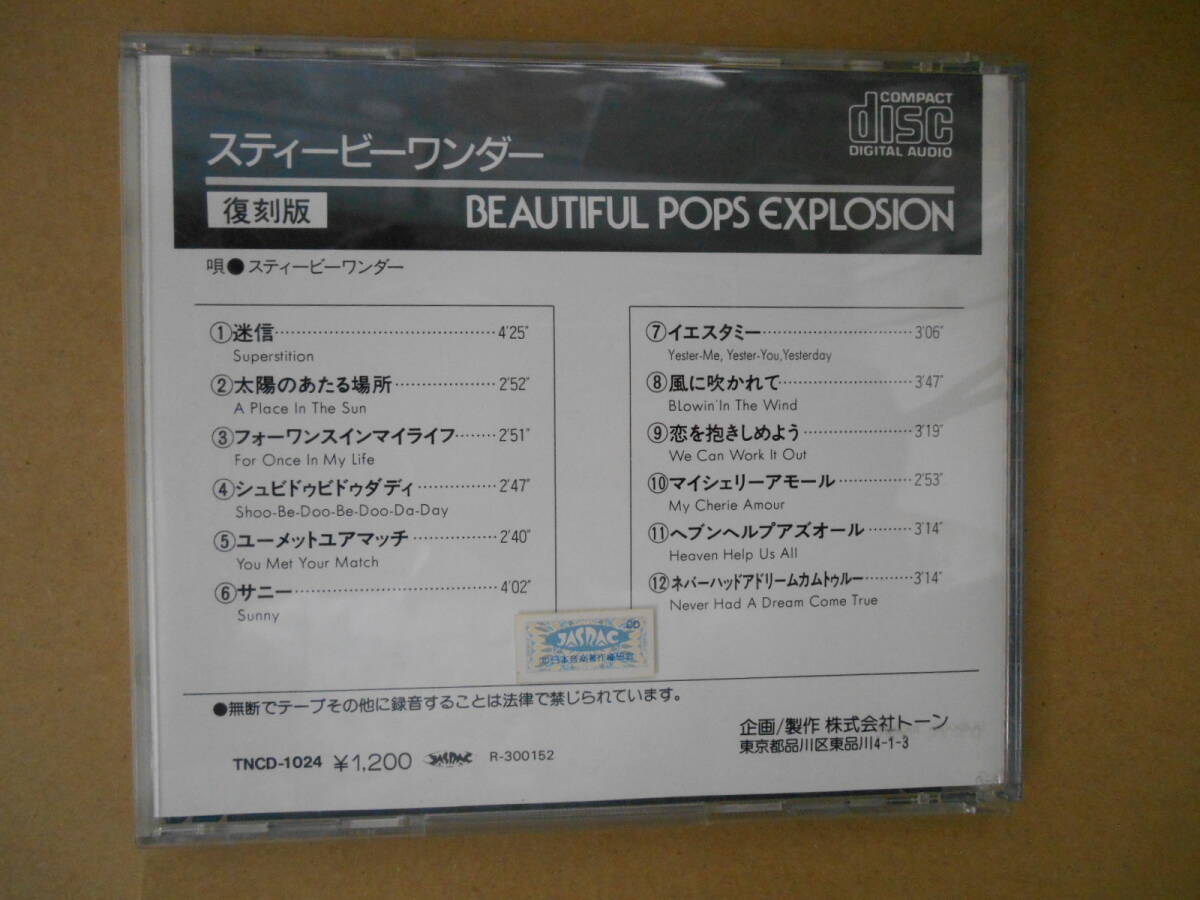 COMPACT
disc
DIGITAL AUDIO
スティービーワンダー
復刻版
BEAUTIFUL POPS EXPLOSION
唄●スティービーワンダー
①迷信 4'25"
Superstition
②太陽のあたる場所 2'52"
A Place In The Sun
③フォーワンスインマイライフ 2'51"
For Once In My Life
④シュビドゥビドゥダディ 2'47"
Shoo-Be-Doo-Be-Doo-Da-Day
⑤ユーメットユアマッチ 2'40"
You Met Your Match
⑥サニー 4'02"
Sunny
⑦イエスタミー 3'06"
Yester-Me, Yester-You,Yesterday
⑧風に吹かれて 3'47"
BLowin'In The Wind
⑨恋を抱きしめよう 3'19"
We Can Work It Out
⑩マイシェリーアモール 2'53"
My Cherie Amour
⑪ヘブンヘルプアズオール 3'14"
Heaven Help Us All
⑫ネバーハッドアドリームカムトゥルー 3'14"
Never Had A Dream Come True
JASRAC
日本音楽著作権協会
●無断でテープその他に録音することは法律で禁じられています。
企画/製作 株式会社トーン
東京都品川区東品川4-1-3
TNCD-1024 ¥1,200 JASRAC R-300152